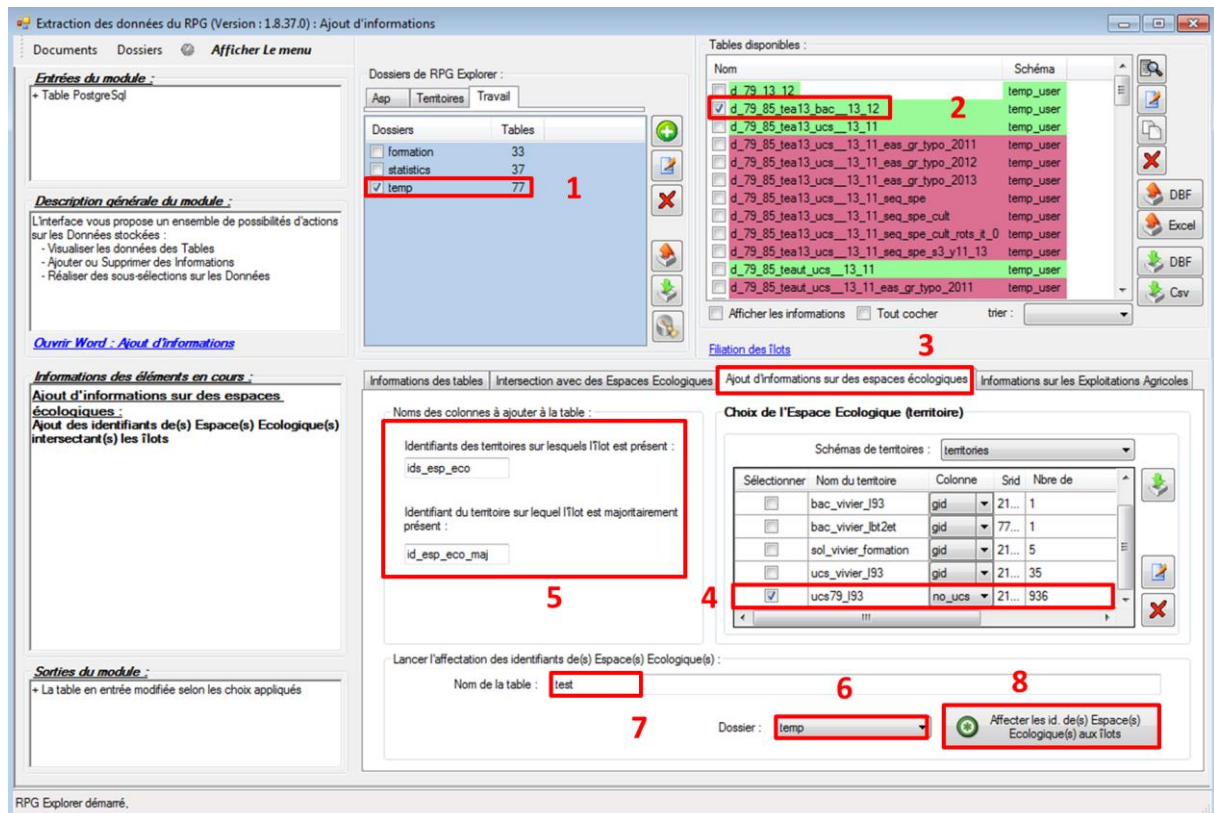 Extraction des données du RPG (Version : 1.8.37.0) : Ajout d'informations
Documents Dossiers Afficher Le menu
Entrées du module :
+ Table PostgreSql
Description générale du module :
L'interface vous propose un ensemble de possibilités d'actions
sur les Données stockées :
- Visualiser les données des Tables
- Ajouter ou Supprimer des Informations
- Réaliser des sous-sélections sur les Données
Ouvrir Word : Ajout d'informations
Informations des éléments en cours :
Ajout d'informations sur des espaces
écologiques :
Ajout des identifiants de(s) Espace(s) Ecologique(s)
intersectant(s) les îlots
Sorties du module :
+ La table en entrée modifiée selon les choix appliqués
Dossiers de RPG Explorer :
Asp Territoires Travail
Dossiers Tables
formation 33
statistics 37
temp 77
1
Tables disponibles :
Nom Schéma
d_79_13_12 temp_user
d_79_85_tea13_bac__13_12 temp_user
2
d_79_85_tea13_ucs__13_11 temp_user
d_79_85_tea13_ucs__13_11_eas_gr_typo_2011 temp_user
d_79_85_tea13_ucs__13_11_eas_gr_typo_2012 temp_user
d_79_85_tea13_ucs__13_11_eas_gr_typo_2013 temp_user
d_79_85_tea13_ucs__13_11_seq_spe temp_user
d_79_85_tea13_ucs__13_11_seq_spe_cult temp_user
d_79_85_tea13_ucs__13_11_seq_spe_cult_rots_it_0 temp_user
d_79_85_tea13_ucs__13_11_seq_spe_s3_y11_13 temp_user
d_79_85_teaut_ucs__13_11 temp_user
d_79_85_teaut_ucs__13_11_eas_gr_typo_2011 temp_user
Afficher les informations Tout cocher trier :
DBF
Excel
DBF
Csv
Filiation des îlots
3
Informations des tables Intersection avec des Espaces Ecologiques Ajout d'informations sur des espaces écologiques Informations sur les Exploitations Agricoles
Noms des colonnes à ajouter à la table :
Identifiants des territoires sur lesquels l'îlot est présent :
ids_esp_eco
Identifiant du territoire sur lequel l'îlot est majoritairement
présent :
id_esp_eco_maj
5
Choix de l'Espace Ecologique (territoire)
Schémas de territoires : territories
Sélectionner Nom du territoire Colonne Srid Nbre de
bac_vivier_l93 gid 21... 1
bac_vivier_lbt2et gid 77... 1
sol_vivier_formation gid 21... 5
ucs_vivier_l93 gid 21... 35
4
ucs79_l93 no_ucs 21... 936
Lancer l'affectation des identifiants de(s) Espace(s) Ecologique(s) :
Nom de la table : test
6
8
7
Dossier : temp
Affecter les id. de(s) Espace(s)
Ecologique(s) aux îlots
RPG Explorer démarré,